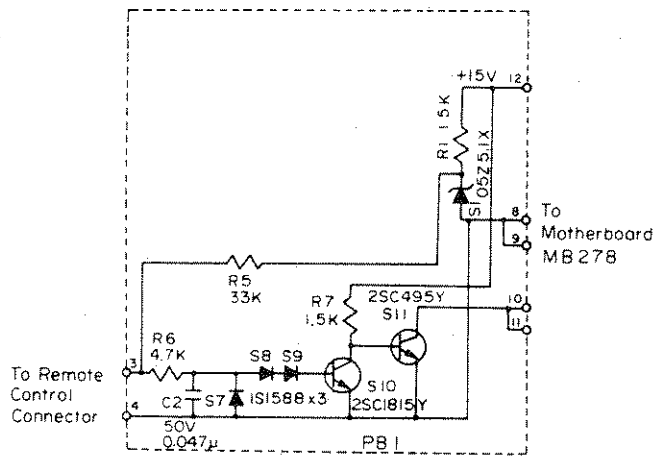 +15V
12
R1 1.5K
S1
05Z5.1X
8
9
To
Motherboard
MB278
R5
33K
2SC495Y
S11
10
11
R7
1.5K
R6
4.7K
3
S8 S9
To Remote
Control
Connector
4
C2
S7
1S1588x3
S10
2SC1815Y
50V
0.047μ
PB1